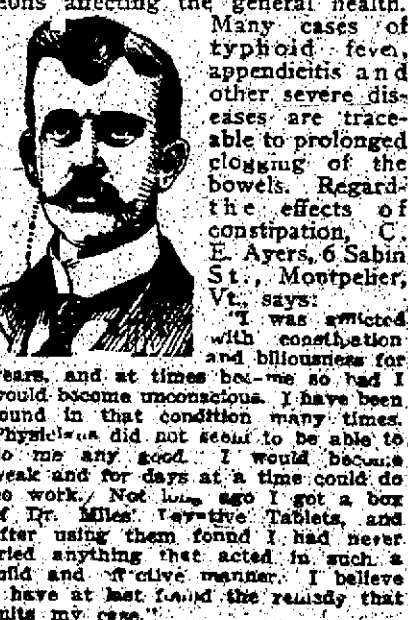 affecting the general health.
Many cases of
typhoid fever,
appendicitis and
other severe dis-
eases are trace-
able to prolonged
clogging of the
bowels. Regard-
the effects of
constipation, C.
E. Ayers, 6 Sabin
St., Montpelier,
Vt., says:
"I was afflicted
with constipation
and biliousness for
years, and at times became so bad I
would become unconscious. I have been
found in that condition many times.
Physicians did not seem to be able to
do me any good. I would become
weak and for days at a time could do
no work. Not long ago I got a box
of Dr. Miles' Laxative Tablets, and
after using them found I had never
tried anything that acted in such a
mild and effective manner. I believe
I have at last found the remedy that
suits my case."